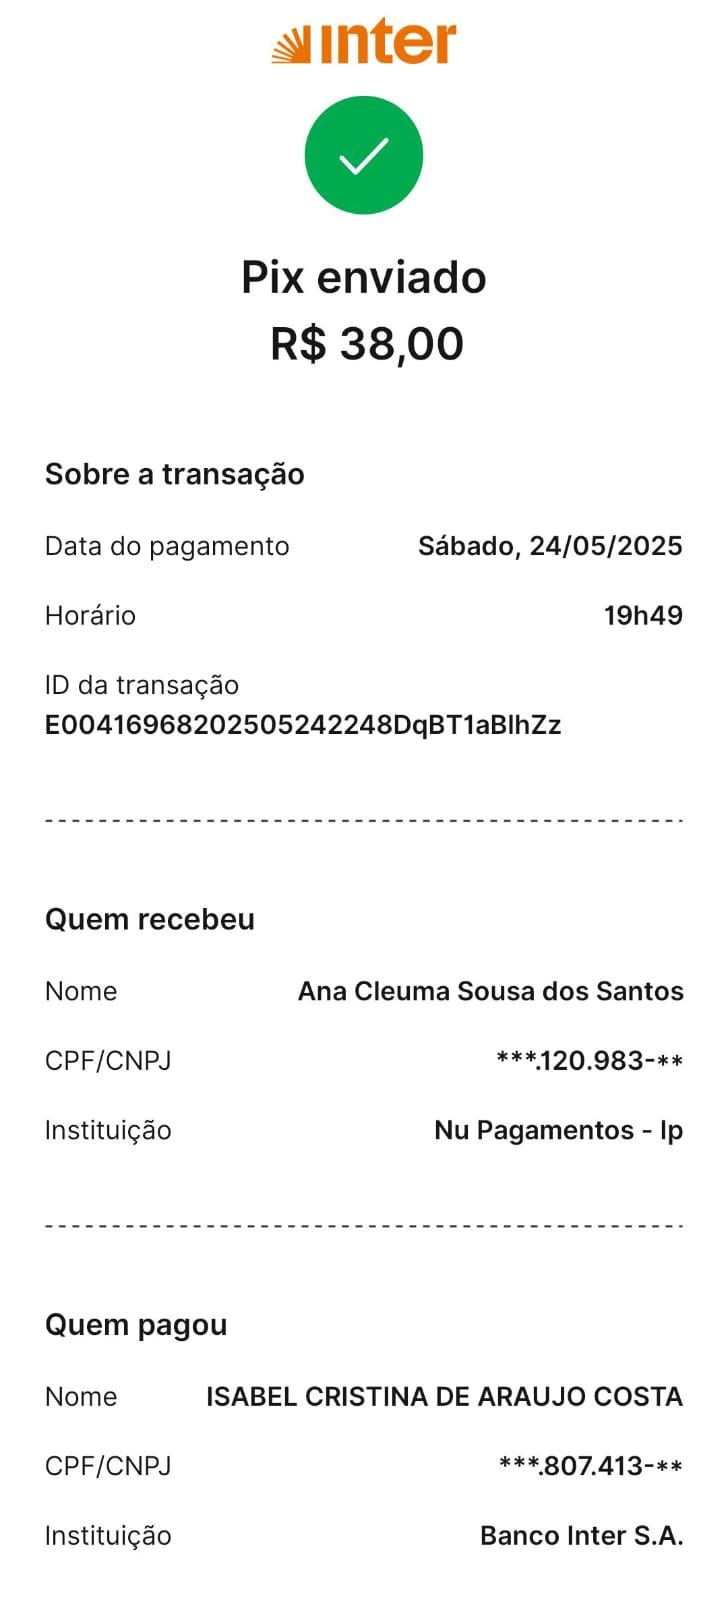 inter
Pix enviado
R$ 38,00
Sobre a transação
Data do pagamento Sábado, 24/05/2025
Horário 19h49
ID da transação
E00416968202505242248DqBT1aBlhZz
Quem recebeu
Nome Ana Cleuma Sousa dos Santos
CPF/CNPJ ***.120.983-**
Instituição Nu Pagamentos - Ip
Quem pagou
Nome ISABEL CRISTINA DE ARAUJO COSTA
CPF/CNPJ ***.807.413-**
Instituição Banco Inter S.A.